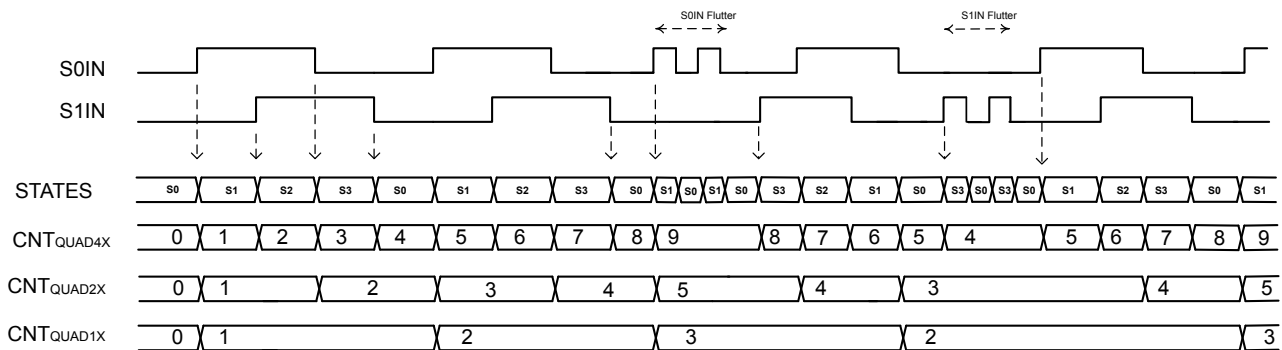 S0IN Flutter S1IN Flutter
S0IN
S1IN
STATES S0 S1 S2 S3 S0 S1 S2 S3 S0 S1 S0 S1 S0 S3 S2 S1 S0 S3 S0 S3 S0 S1 S2 S3 S0 S1
CNTQUAD4X 0 1 2 3 4 5 6 7 8 9 8 7 6 5 4 5 6 7 8 9
CNTQUAD2X 0 1 2 3 4 5 4 3 4 5
CNTQUAD1X 0 1 2 3 2 3